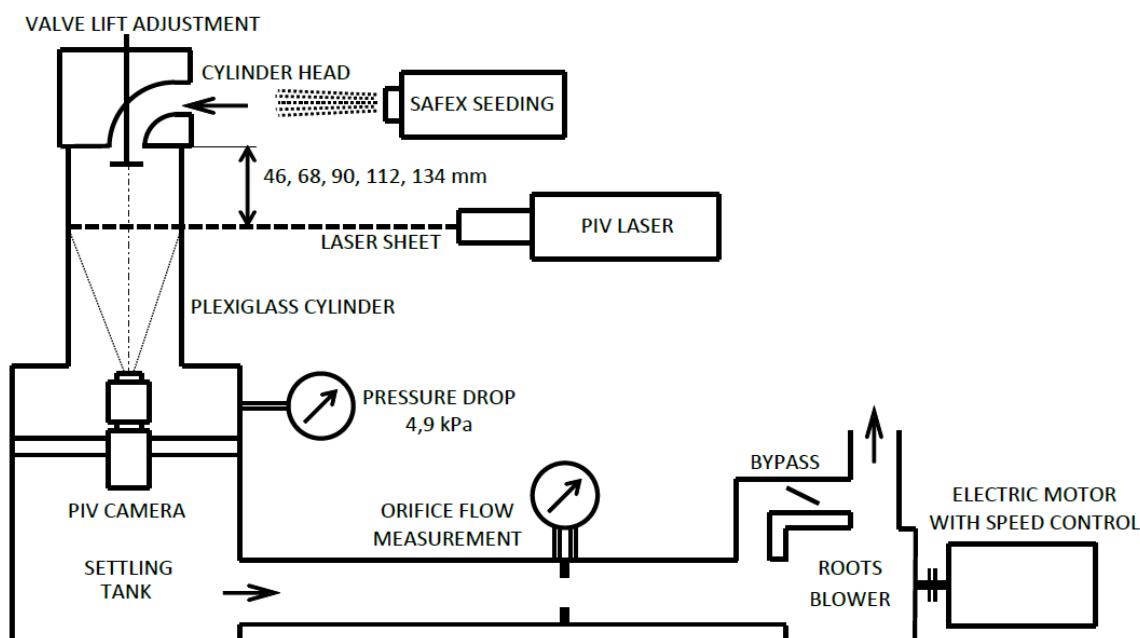 VALVE LIFT ADJUSTMENT
CYLINDER HEAD
SAFEX SEEDING
46, 68, 90, 112, 134 mm
PIV LASER
LASER SHEET
PLEXIGLASS CYLINDER
PRESSURE DROP
4,9 kPa
BYPASS
PIV CAMERA
ORIFICE FLOW
MEASUREMENT
ELECTRIC MOTOR
WITH SPEED CONTROL
SETTLING
TANK
ROOTS
BLOWER